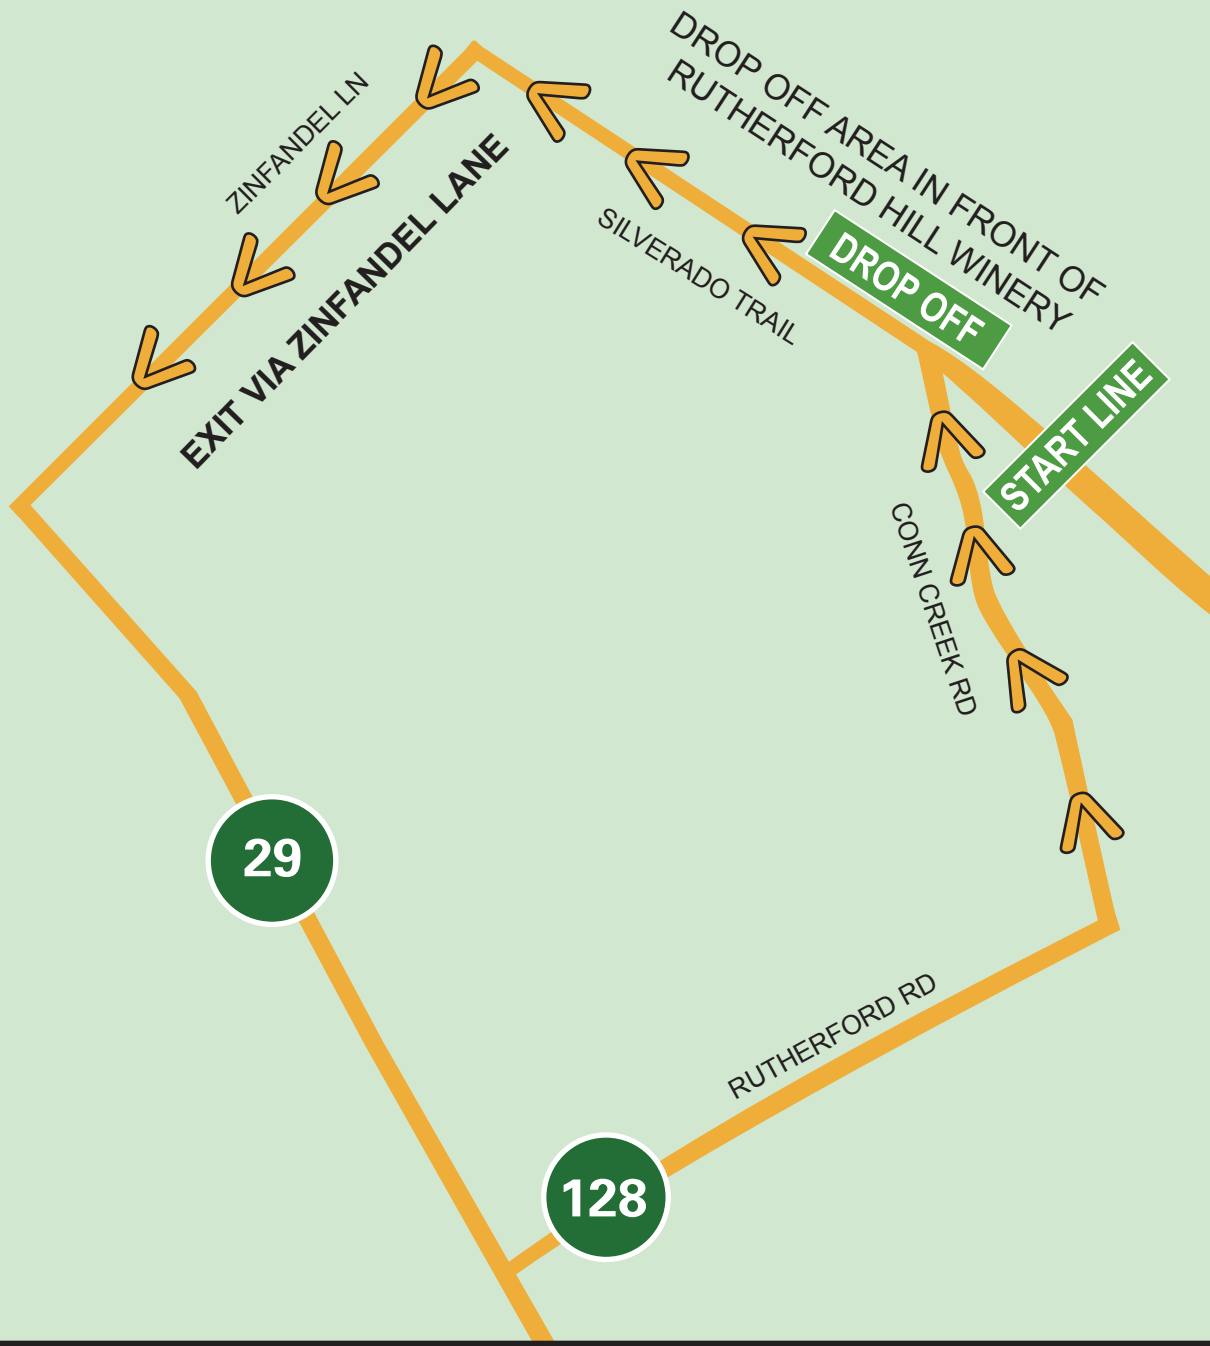 DROP OFF AREA IN FRONT OF
RUTHERFORD HILL WINERY
ZINFANDEL LN
EXIT VIA ZINFANDEL LANE
SILVERADO TRAIL
DROP OFF
START LINE
CONN CREEK RD
29
RUTHERFORD RD
128